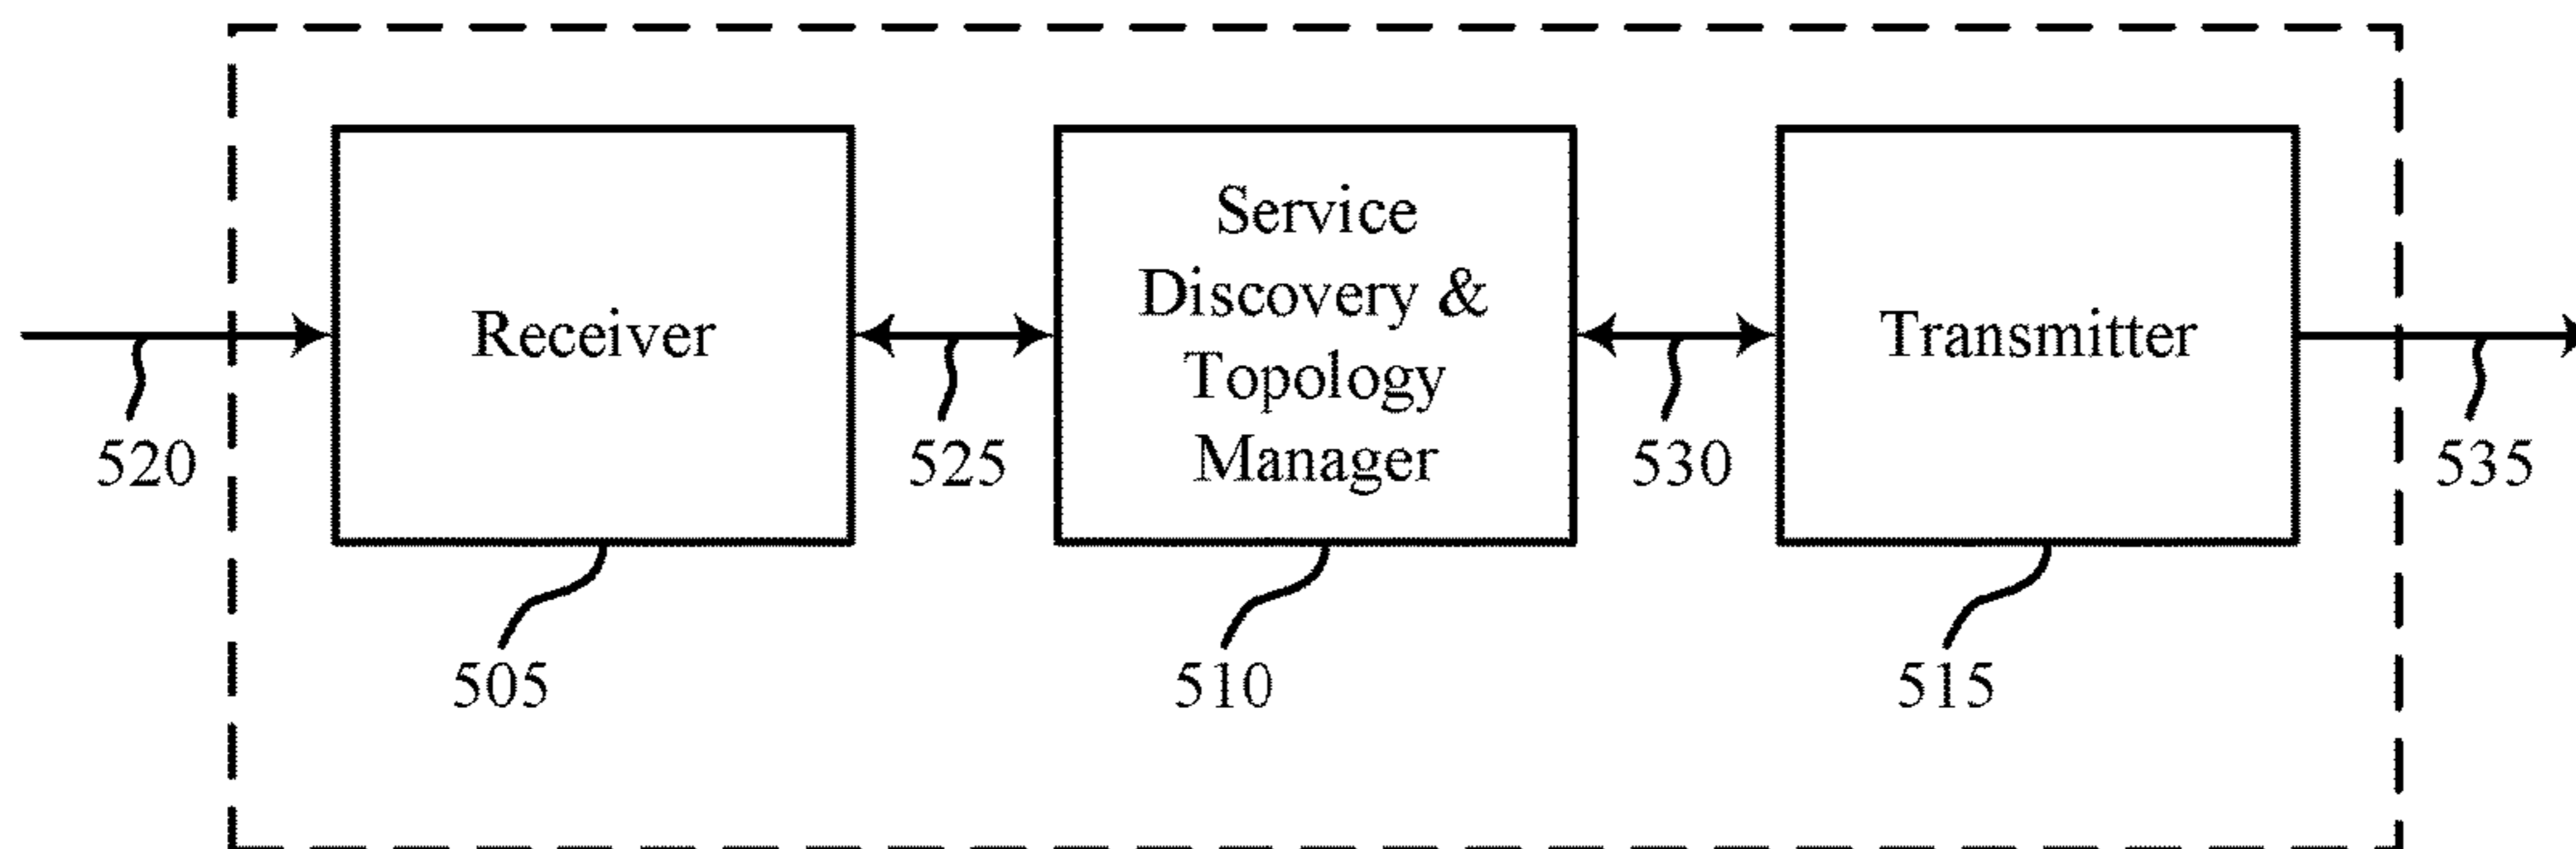 Receiver
Service
Discovery &
Topology
Manager
Transmitter
520
525
530
535
505
510
515